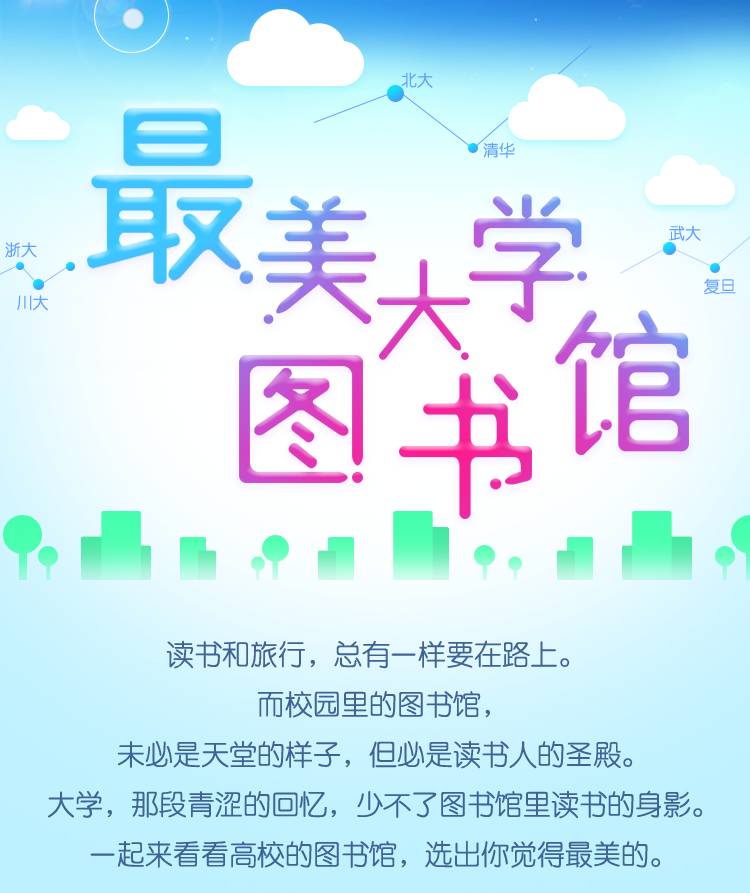 北大
清华
浙大
川大
武大
复旦
最美大学
图书馆
读书和旅行，总有一样要在路上。
而校园里的图书馆，
未必是天堂的样子，但必是读书人的圣殿。
大学，那段青涩的回忆，少不了图书馆里读书的身影。
一起来看看高校的图书馆，选出你觉得最美的。